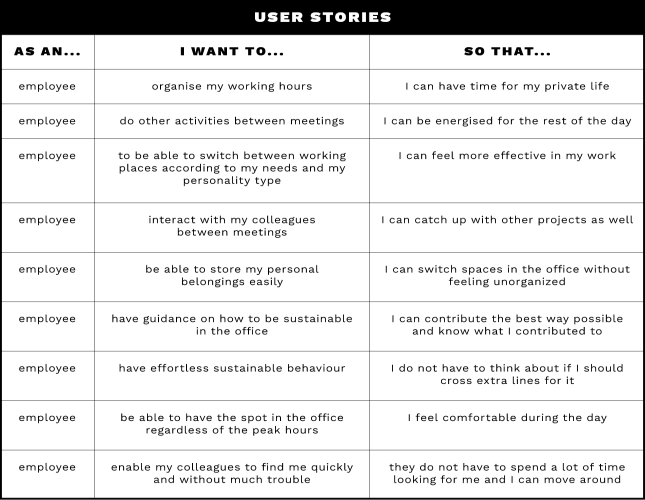 USER STORIES
AS AN... I WANT TO... SO THAT...
employee organise my working hours I can have time for my private life
employee do other activities between meetings I can be energised for the rest of the day
employee to be able to switch between working I can feel more effective in my work
places according to my needs and my
personality type
employee interact with my colleagues I can catch up with other projects as well
between meetings
employee be able to store my personal I can switch spaces in the office without
belongings easily feeling unorganized
employee have guidance on how to be sustainable I can contribute the best way possible
in the office and know what I contributed to
employee have effortless sustainable behaviour I do not have to think about if I should
cross extra lines for it
employee be able to have the spot in the office I feel comfortable during the day
regardless of the peak hours
employee enable my colleagues to find me quickly they do not have to spend a lot of time
and without much trouble looking for me and I can move around